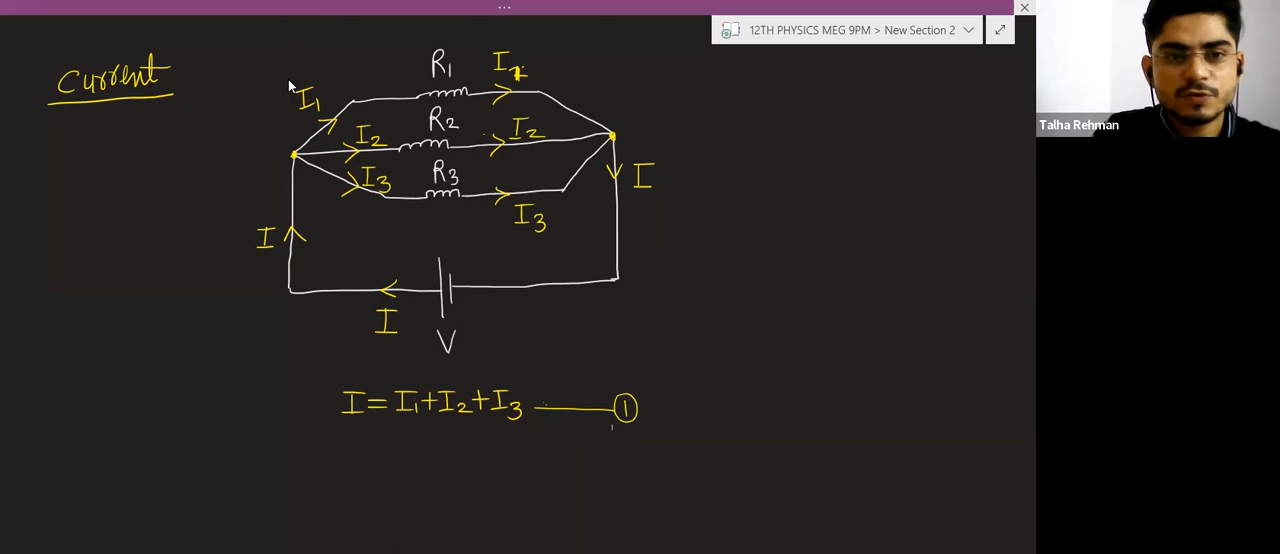 12TH PHYSICS MEG 9PM > New Section 2
Talha Rehman
Current
R1
I1
I1
R2
I2
I2
R3
I3
I3
I
I
I
V
I = I1 + I2 + I3 —— ①